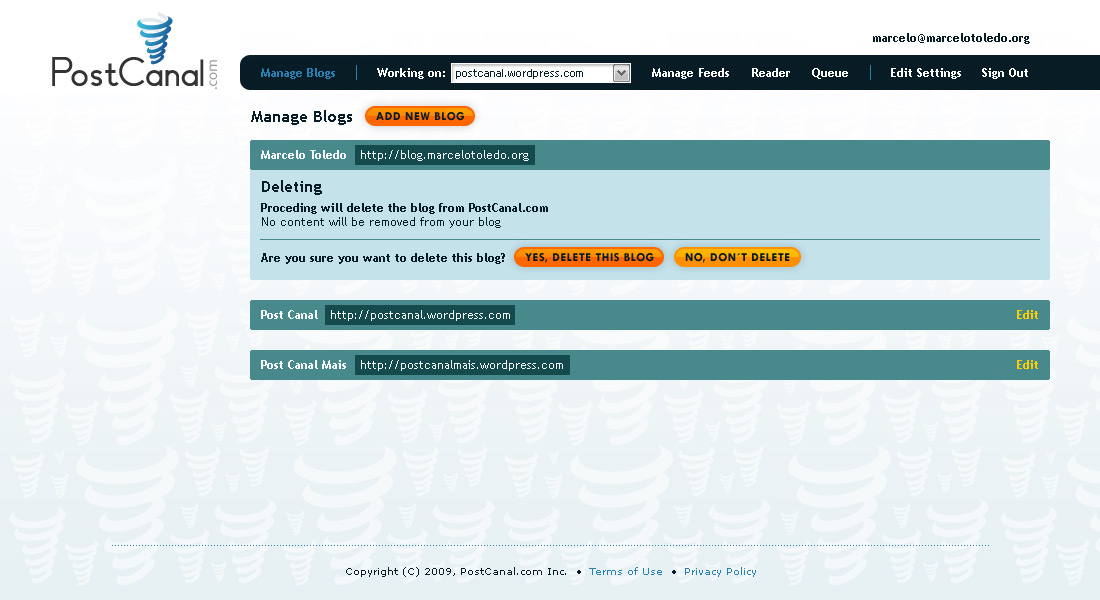 marcelo@marcelotoledo.org
PostCanal.com
Manage Blogs Working on: postcanal.wordpress.com Manage Feeds Reader Queue Edit Settings Sign Out
Manage Blogs ADD NEW BLOG
Marcelo Toledo http://blog.marcelotoledo.org
Deleting
Proceding will delete the blog from PostCanal.com
No content will be removed from your blog
Are you sure you want to delete this blog? YES, DELETE THIS BLOG NO, DON'T DELETE
Post Canal http://postcanal.wordpress.com Edit
Post Canal Mais http://postcanalmais.wordpress.com Edit
Copyright (C) 2009, PostCanal.com Inc. • Terms of Use • Privacy Policy